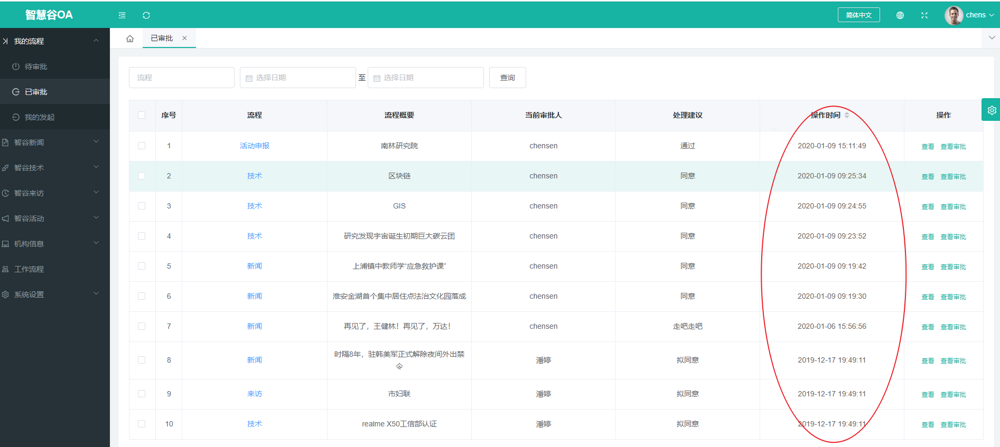 智慧谷OA
简体中文
chens
我的流程
待审批
已审批
我的发起
智谷新闻
智谷技术
智谷来访
智谷活动
机构信息
工作流程
系统设置
已审批
流程 选择日期 至 选择日期 查询
序号 流程 流程概要 当前审批人 处理建议 操作时间 操作
1 活动申报 南林研究院 chensen 通过 2020-01-09 15:11:49 查看 查看审批
2 技术 区块链 chensen 同意 2020-01-09 09:25:34 查看 查看审批
3 技术 GIS chensen 同意 2020-01-09 09:24:55 查看 查看审批
4 技术 研究发现宇宙诞生初期巨大碳云团 chensen 同意 2020-01-09 09:23:52 查看 查看审批
5 新闻 上浦镇中教师学“应急救护课” chensen 同意 2020-01-09 09:19:42 查看 查看审批
6 新闻 淮安金湖首个集中居住点法治文化园落成 chensen 同意 2020-01-09 09:19:30 查看 查看审批
7 新闻 再见了，王健林！再见了，万达！ chensen 走吧走吧 2020-01-06 15:56:56 查看 查看审批
8 新闻 时隔8年，驻韩美军正式解除夜间外出禁
令 潘婷 拟同意 2019-12-17 19:49:11 查看 查看审批
9 来访 市妇联 潘婷 拟同意 2019-12-17 19:49:11 查看 查看审批
10 技术 realme X50工信部认证 潘婷 拟同意 2019-12-17 19:49:11 查看 查看审批